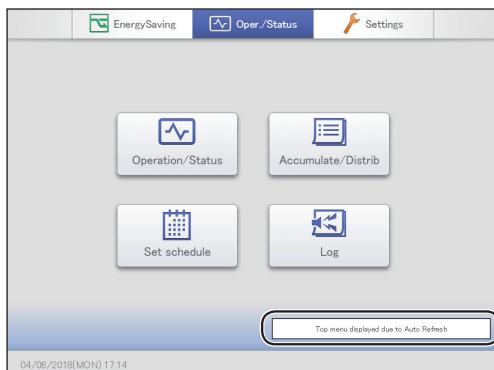 EnergySaving
Oper./Status
Settings
Operation/Status
Accumulate/Distrib
Set schedule
Log
Top menu displayed due to Auto Refresh
04/06/2018(MON) 17:14